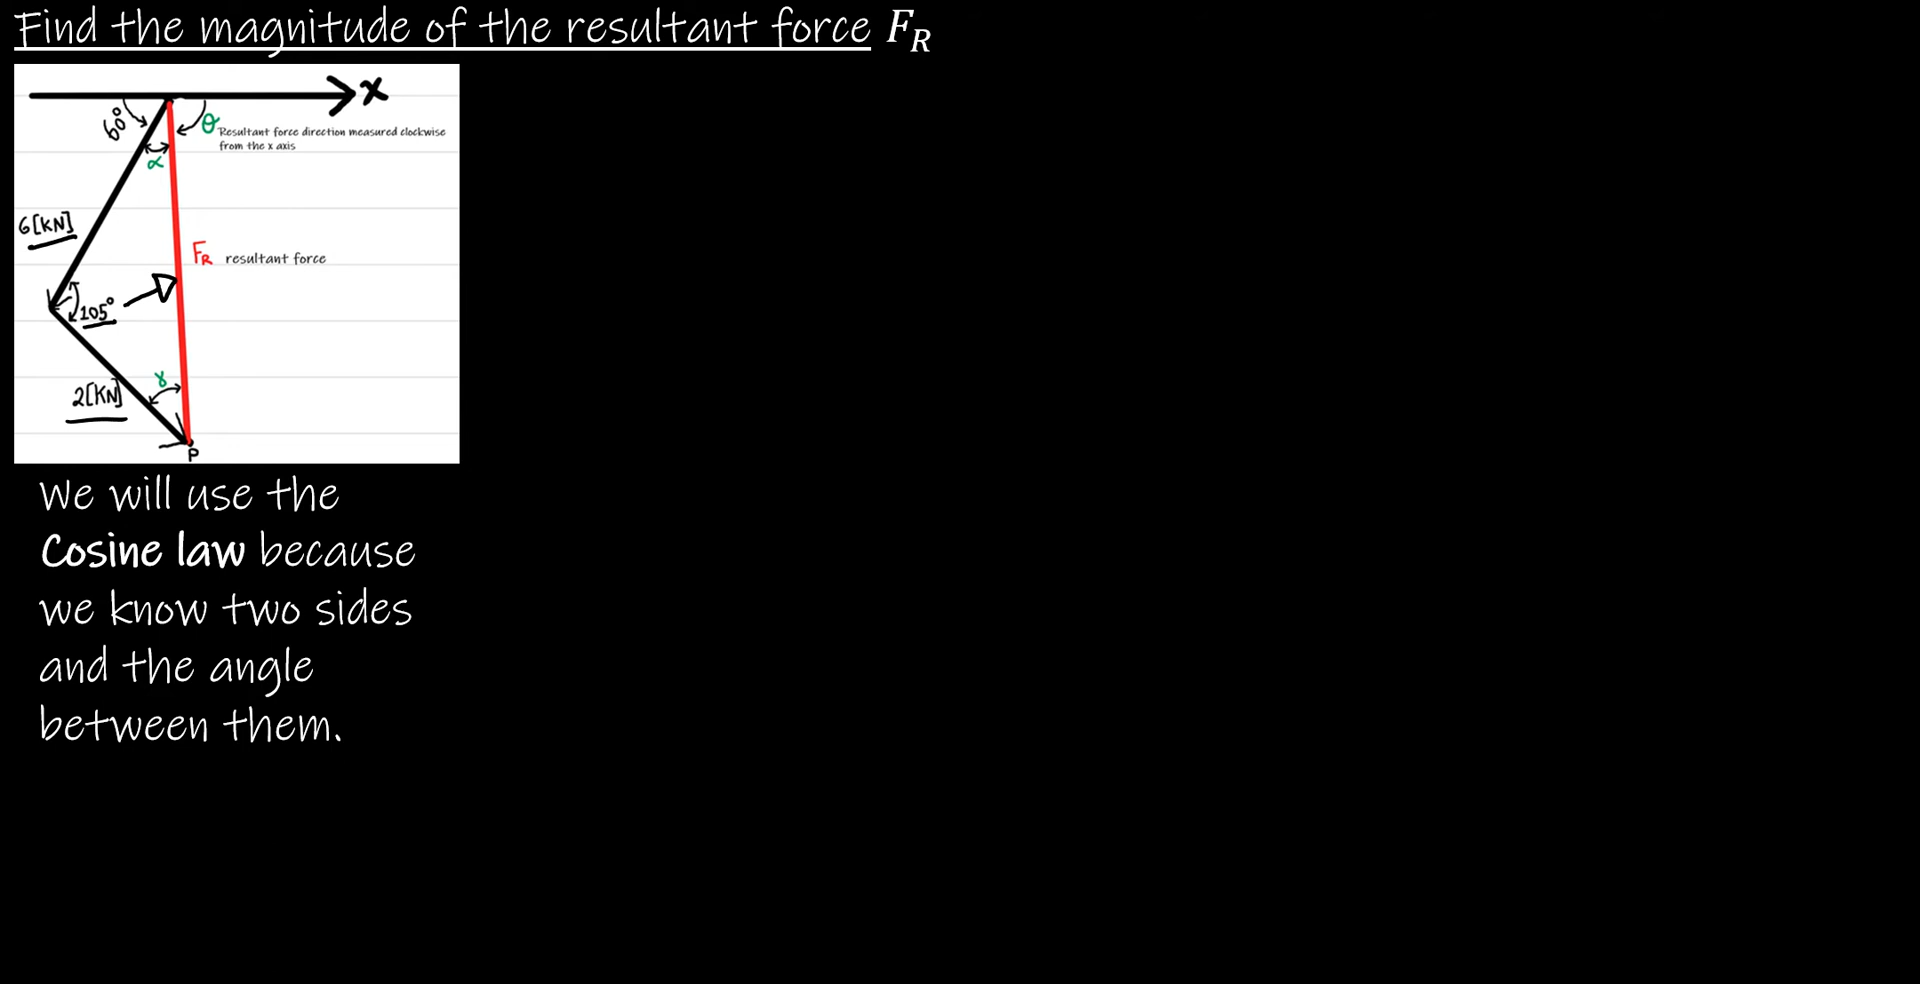 Find the magnitude of the resultant force F_R
x
60°
θ
Resultant force direction measured clockwise
from the x axis
α
6[KN]
F_R resultant force
105°
γ
2[KN]
P
We will use the
Cosine law because
we know two sides
and the angle
between them.